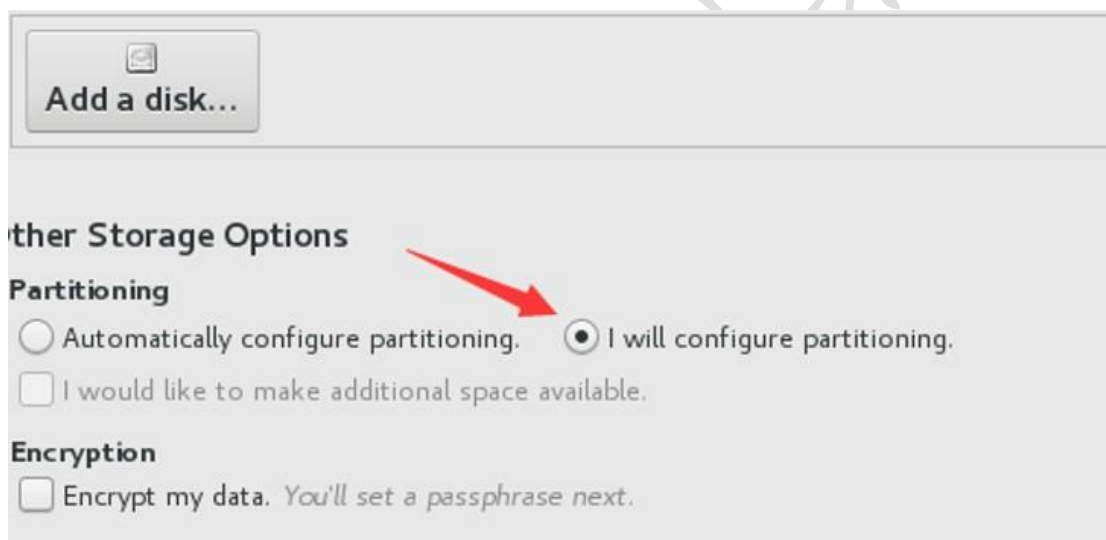 Add a disk...
ther Storage Options
Partitioning
Automatically configure partitioning. I will configure partitioning.
I would like to make additional space available.
Encryption
Encrypt my data. You'll set a passphrase next.